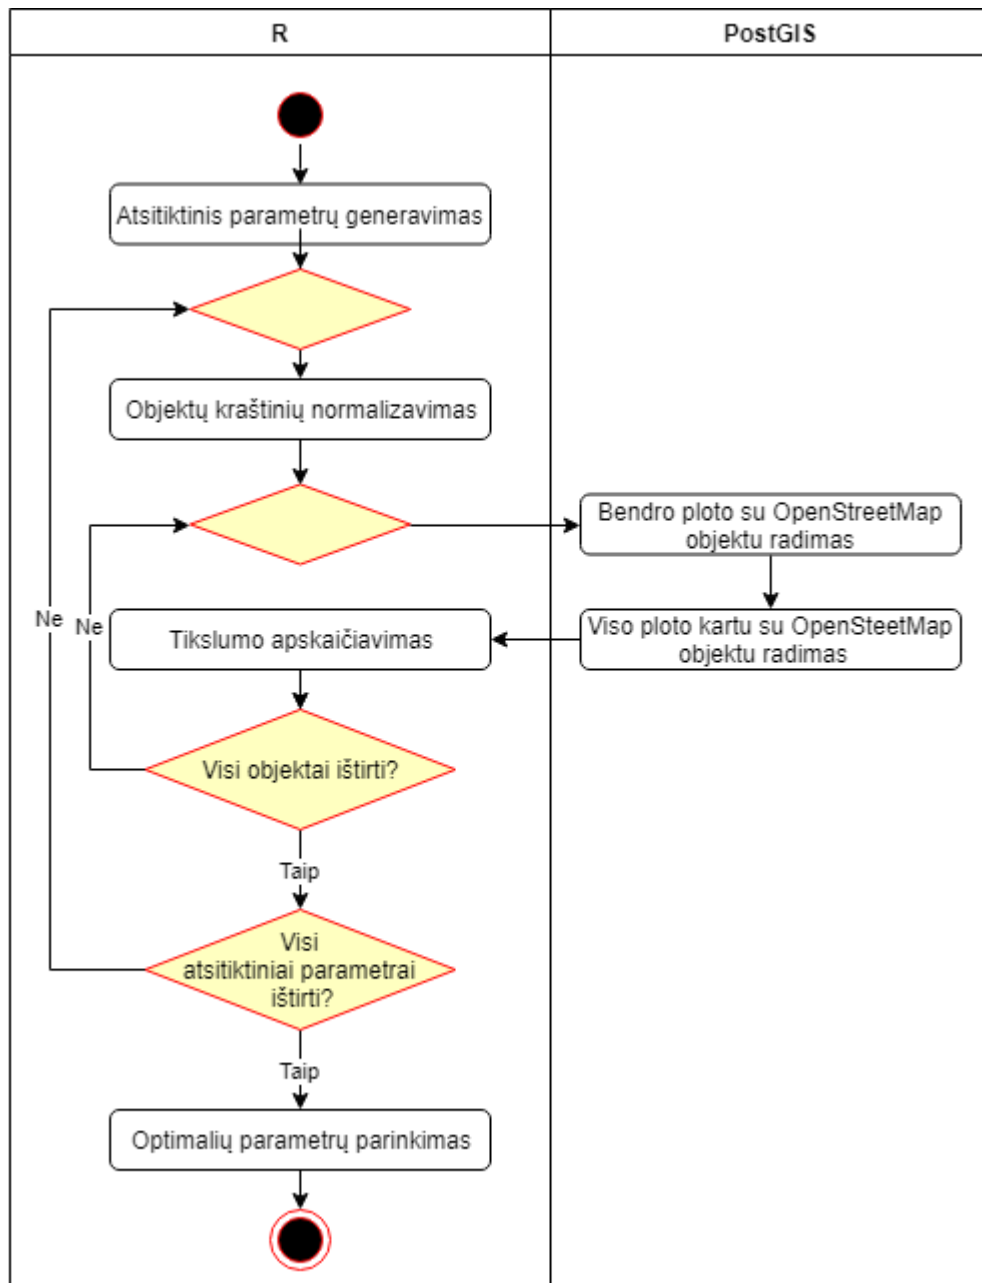 R
PostGIS
Atsitiktinis parametrų generavimas
Objektų kraštinių normalizavimas
Bendro ploto su OpenStreetMap
objektu radimas
Viso ploto kartu su OpenSteetMap
objektu radimas
Tikslumo apskaičiavimas
Ne
Ne
Visi objektai ištirti?
Taip
Visi
atsitiktiniai parametrai
ištirti?
Taip
Optimalių parametrų parinkimas